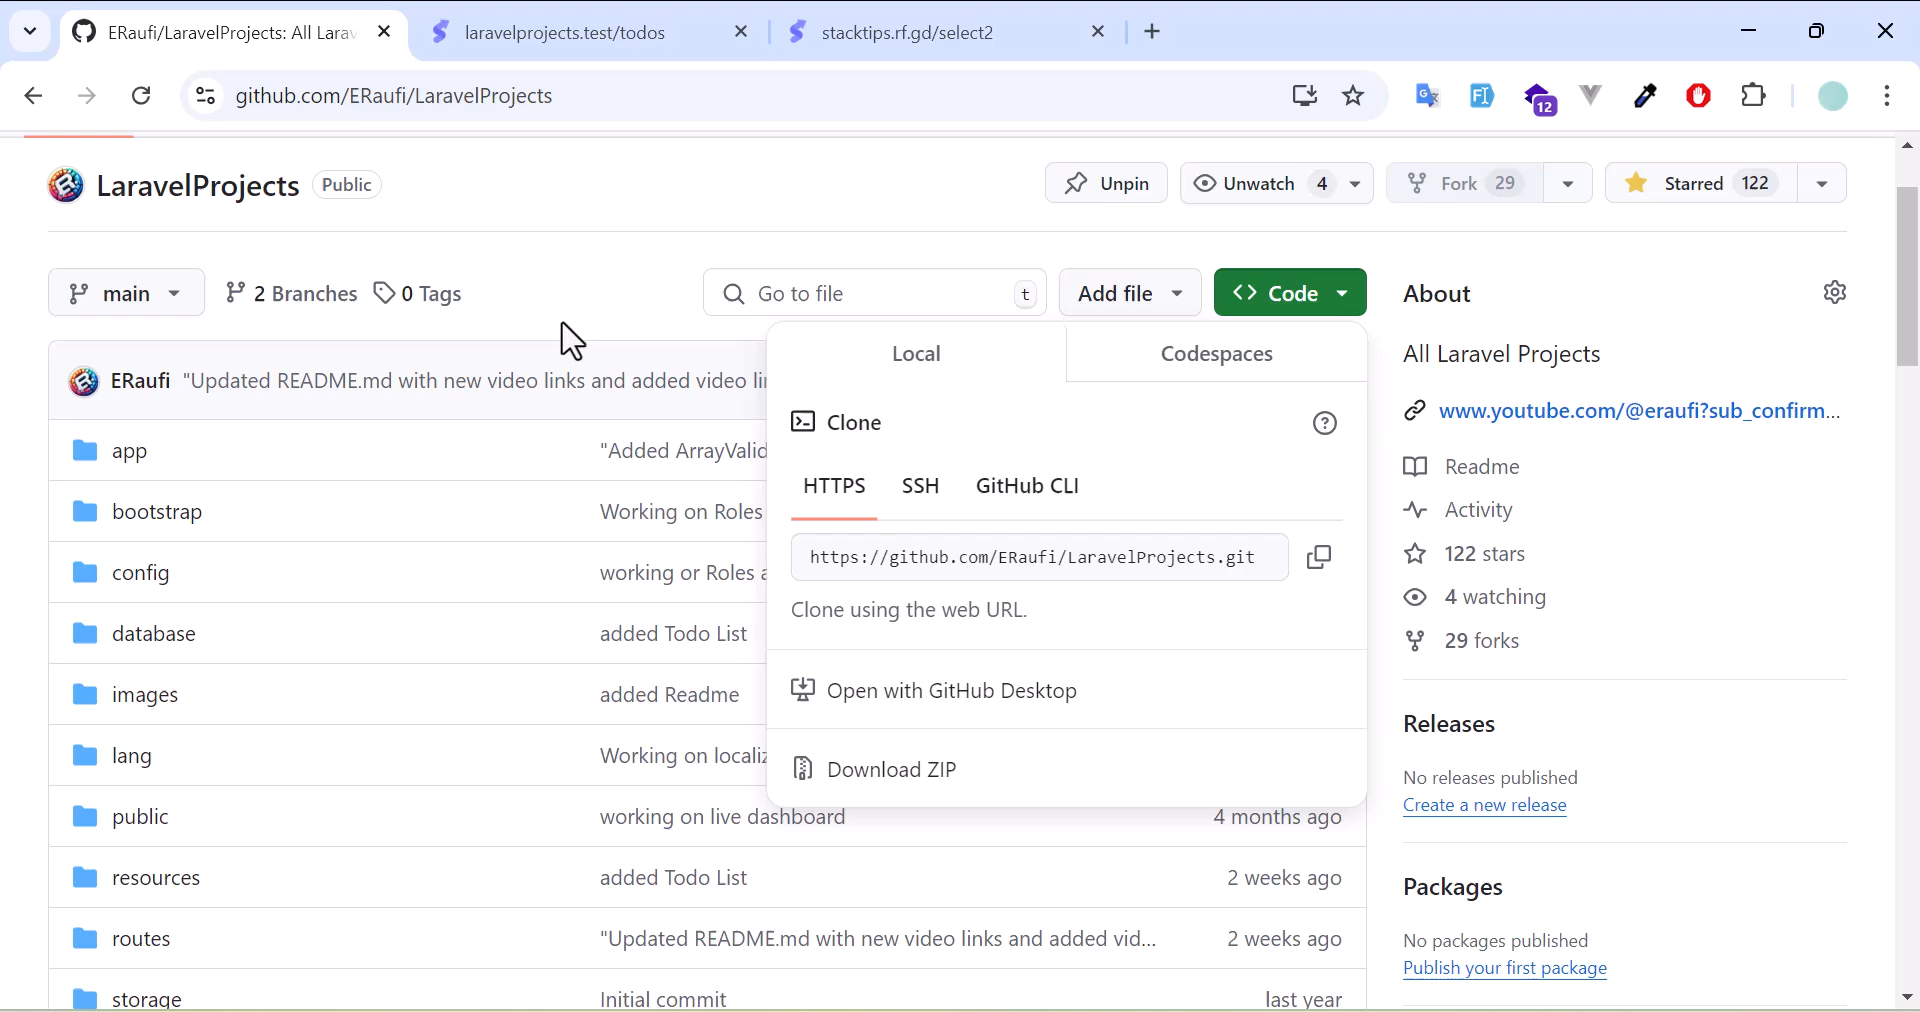 ERaufi/LaravelProjects: All Larav
laravelprojects.test/todos
stacktips.rf.gd/select2
github.com/ERaufi/LaravelProjects
12
LaravelProjects Public
Unpin
Unwatch 4
Fork 29
Starred 122
main
2 Branches
0 Tags
Go to file t
Add file
Code
About
All Laravel Projects
www.youtube.com/@eraufi?sub_confirm...
Readme
Activity
122 stars
4 watching
29 forks
Releases
No releases published
Create a new release
Packages
No packages published
Publish your first package
Local
Codespaces
Clone
HTTPS SSH GitHub CLI
https://github.com/ERaufi/LaravelProjects.git
Clone using the web URL.
Open with GitHub Desktop
Download ZIP
ERaufi "Updated README.md with new video links and added video li
app "Added ArrayValid
bootstrap Working on Roles
config working or Roles a
database added Todo List
images added Readme
lang Working on localiz
public working on live dashboard 4 months ago
resources added Todo List 2 weeks ago
routes "Updated README.md with new video links and added vid... 2 weeks ago
storage Initial commit last year